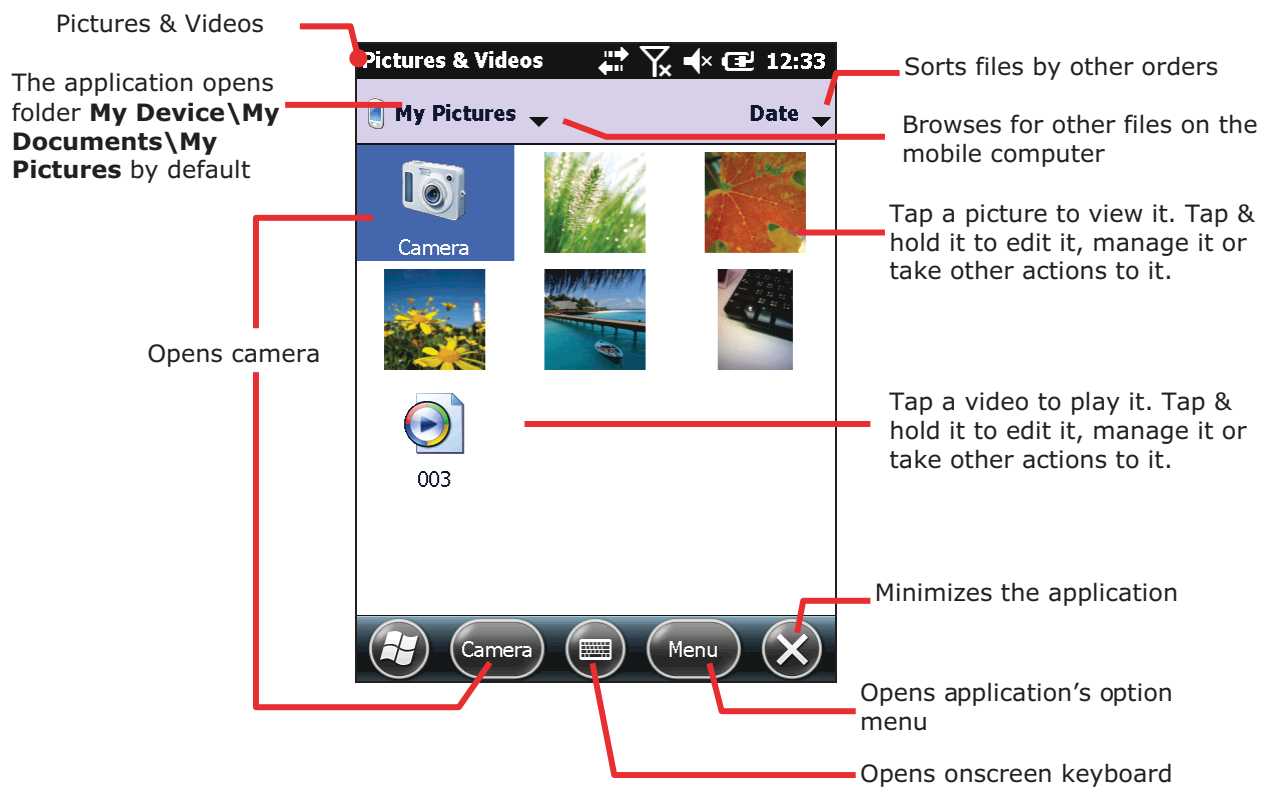 Pictures & Videos
The application opens
folder My Device\My
Documents\My
Pictures by default
Opens camera
Pictures & Videos 12:33
My Pictures Date
Camera
003
Camera Menu
Sorts files by other orders
Browses for other files on the
mobile computer
Tap a picture to view it. Tap &
hold it to edit it, manage it or
take other actions to it.
Tap a video to play it. Tap &
hold it to edit it, manage it or
take other actions to it.
Minimizes the application
Opens application’s option
menu
Opens onscreen keyboard